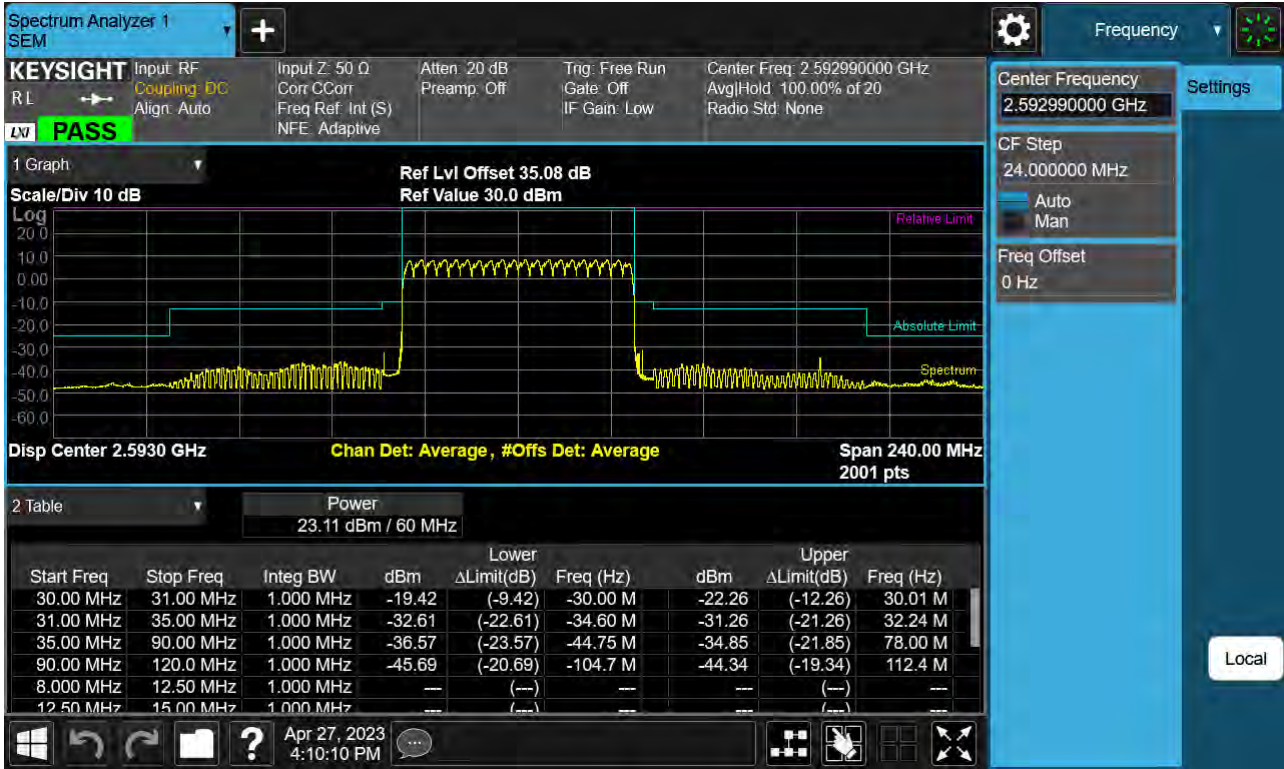 Spectrum Analyzer 1
SEM
Frequency
KEYSIGHT Input: RF Input Z: 50 Ω Atten: 20 dB Trig: Free Run Center Freq: 2.592990000 GHz
RL Coupling: DC Corr CCorr Preamp: Off Gate: Off Avg|Hold: 100.00% of 20
Align: Auto Freq Ref: Int (S) IF Gain: Low Radio Std: None
LXI PASS NFE: Adaptive
Center Frequency
2.592990000 GHz
Settings
CF Step
24.000000 MHz
Auto
Man
Freq Offset
0 Hz
1 Graph
Ref Lvl Offset 35.08 dB
Scale/Div 10 dB Ref Value 30.0 dBm
Log
Relative Limit
20.0
10.0
0.00
-10.0
-20.0
Absolute Limit
-30.0
-40.0
Spectrum
-50.0
-60.0
Disp Center 2.5930 GHz Chan Det: Average, #Offs Det: Average Span 240.00 MHz
2001 pts
2 Table
Power
23.11 dBm / 60 MHz
Lower Upper
Start Freq Stop Freq Integ BW dBm ΔLimit(dB) Freq (Hz) dBm ΔLimit(dB) Freq (Hz)
30.00 MHz 31.00 MHz 1.000 MHz -19.42 (-9.42) -30.00 M -22.26 (-12.26) 30.01 M
31.00 MHz 35.00 MHz 1.000 MHz -32.61 (-22.61) -34.60 M -31.26 (-21.26) 32.24 M
35.00 MHz 90.00 MHz 1.000 MHz -36.57 (-23.57) -44.75 M -34.85 (-21.85) 78.00 M
90.00 MHz 120.0 MHz 1.000 MHz -45.69 (-20.69) -104.7 M -44.34 (-19.34) 112.4 M
8.000 MHz 12.50 MHz 1.000 MHz --- (---) --- --- (---) ---
12.50 MHz 15.00 MHz 1.000 MHz --- (---) --- --- (---) ---
Local
? Apr 27, 2023
4:10:10 PM